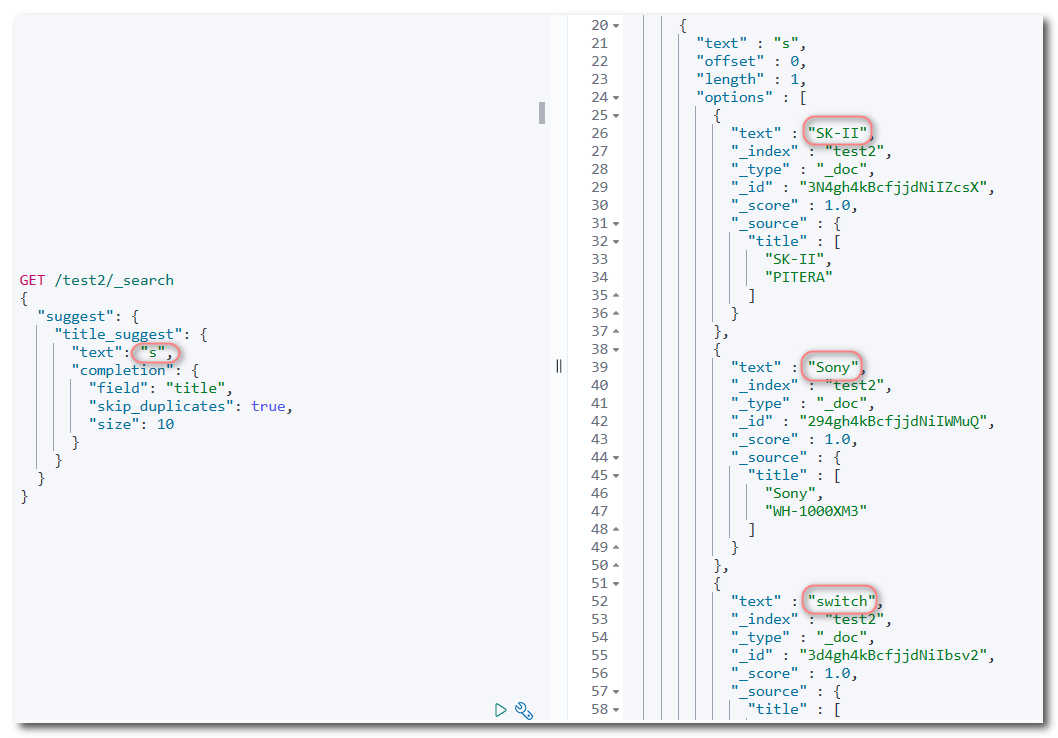 GET /test2/_search
{
"suggest": {
"title_suggest": {
"text": "s",
"completion": {
"field": "title",
"skip_duplicates": true,
"size": 10
}
}
}
}
20 {
21 "text" : "s",
22 "offset" : 0,
23 "length" : 1,
24 "options" : [
25 {
26 "text" : "SK-II",
27 "_index" : "test2",
28 "_type" : "_doc",
29 "_id" : "3N4gh4kBcfjjdNiIZcsX",
30 "_score" : 1.0,
31 "_source" : {
32 "title" : [
33 "SK-II",
34 "PITERA"
35 ]
36 }
37 },
38 {
39 "text" : "Sony",
40 "_index" : "test2",
41 "_type" : "_doc",
42 "_id" : "294gh4kBcfjjdNiIWMuQ",
43 "_score" : 1.0,
44 "_source" : {
45 "title" : [
46 "Sony",
47 "WH-1000XM3"
48 ]
49 }
50 },
51 {
52 "text" : "switch",
53 "_index" : "test2",
54 "_type" : "_doc",
55 "_id" : "3d4gh4kBcfjjdNiIbsv2",
56 "_score" : 1.0,
57 "_source" : {
58 "title" : [